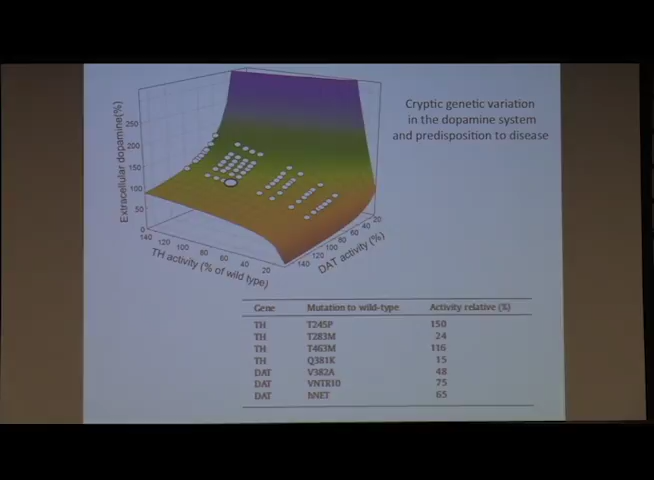 Cryptic genetic variation
in the dopamine system
and predisposition to disease
Extracellular dopamine(%)
250
200
150
100
50
0
140 120 100 80 60 40 20
TH activity (% of wild type)
140 120 100 80 60 40 20
DAT activity (%)
Gene Mutation to wild-type Activity relative (%)
TH T245P 150
TH T283M 24
TH T463M 116
TH Q381K 15
DAT V382A 48
DAT VNTR10 75
DAT hNET 65